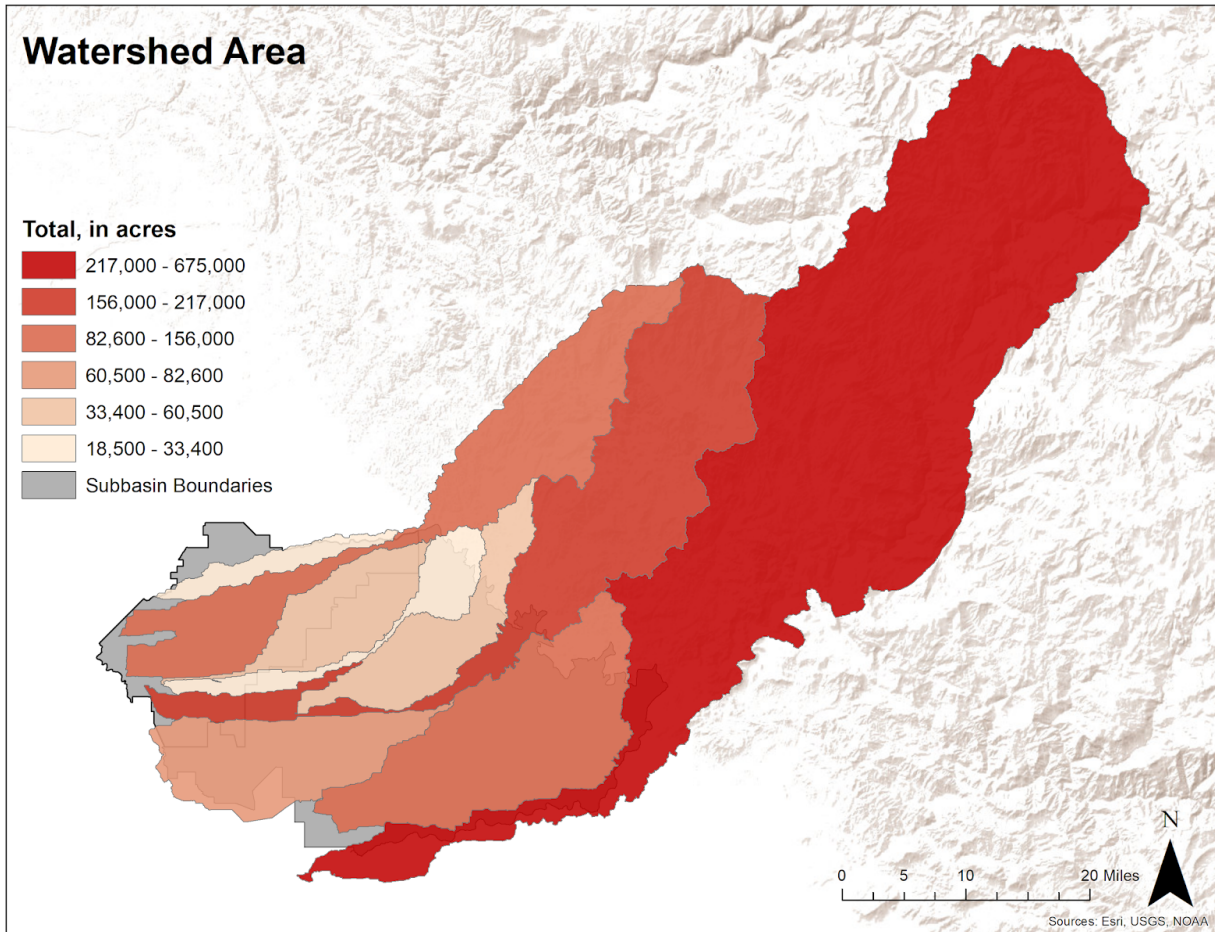 Watershed Area
Total, in acres
217,000 - 675,000
156,000 - 217,000
82,600 - 156,000
60,500 - 82,600
33,400 - 60,500
18,500 - 33,400
Subbasin Boundaries
N
0 5 10 20 Miles
Sources: Esri, USGS, NOAA